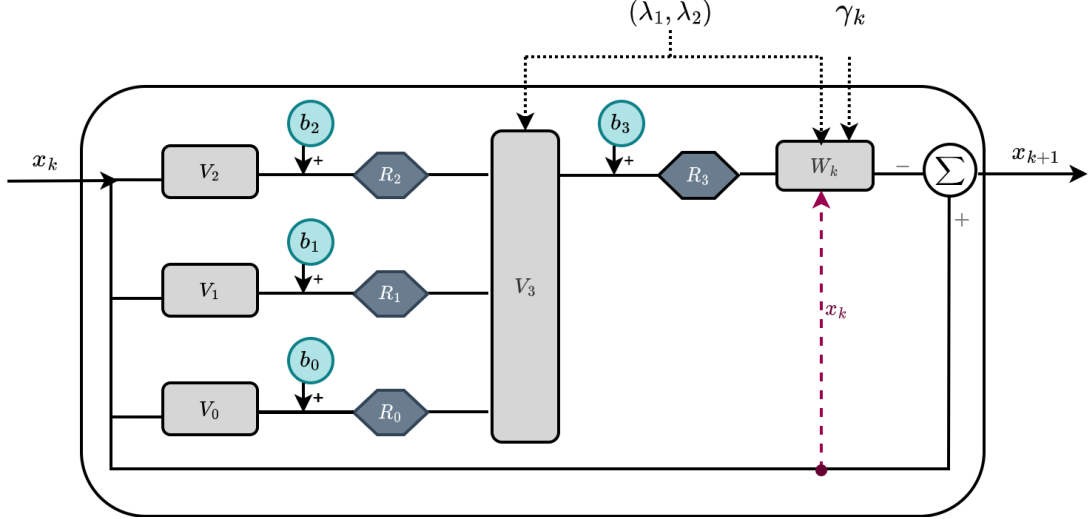 (λ₁, λ₂)
γₖ
xₖ
b₂
+
V₂
R₂
b₃
+
R₃
Wₖ
−
∑
xₖ₊₁
+
b₁
+
V₁
R₁
V₃
xₖ
b₀
+
V₀
R₀